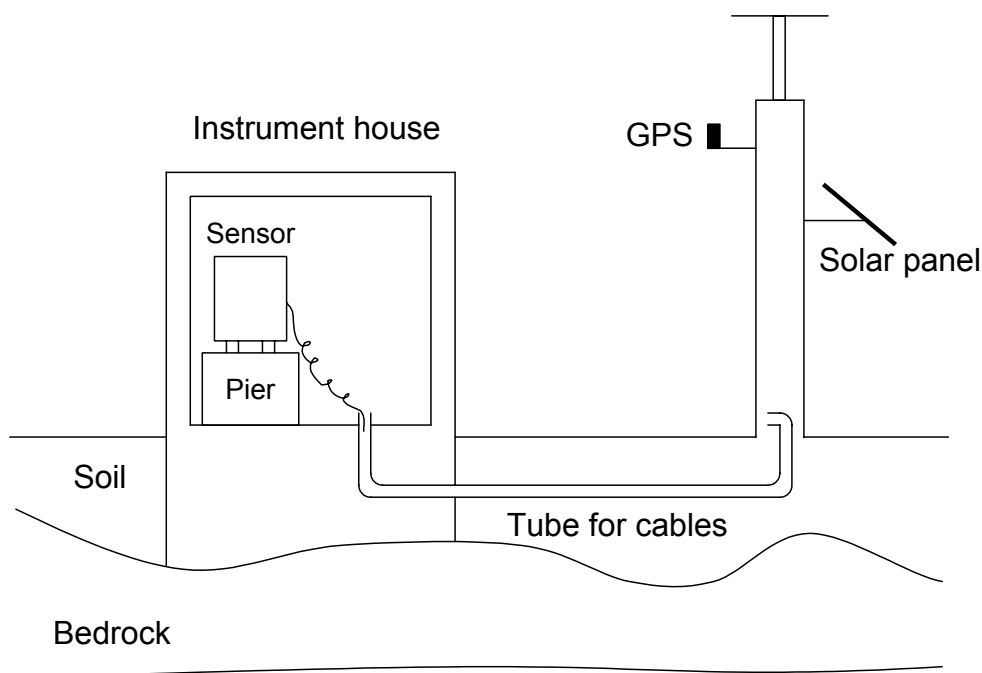 Instrument house
GPS
Sensor
Solar panel
Pier
Soil
Tube for cables
Bedrock